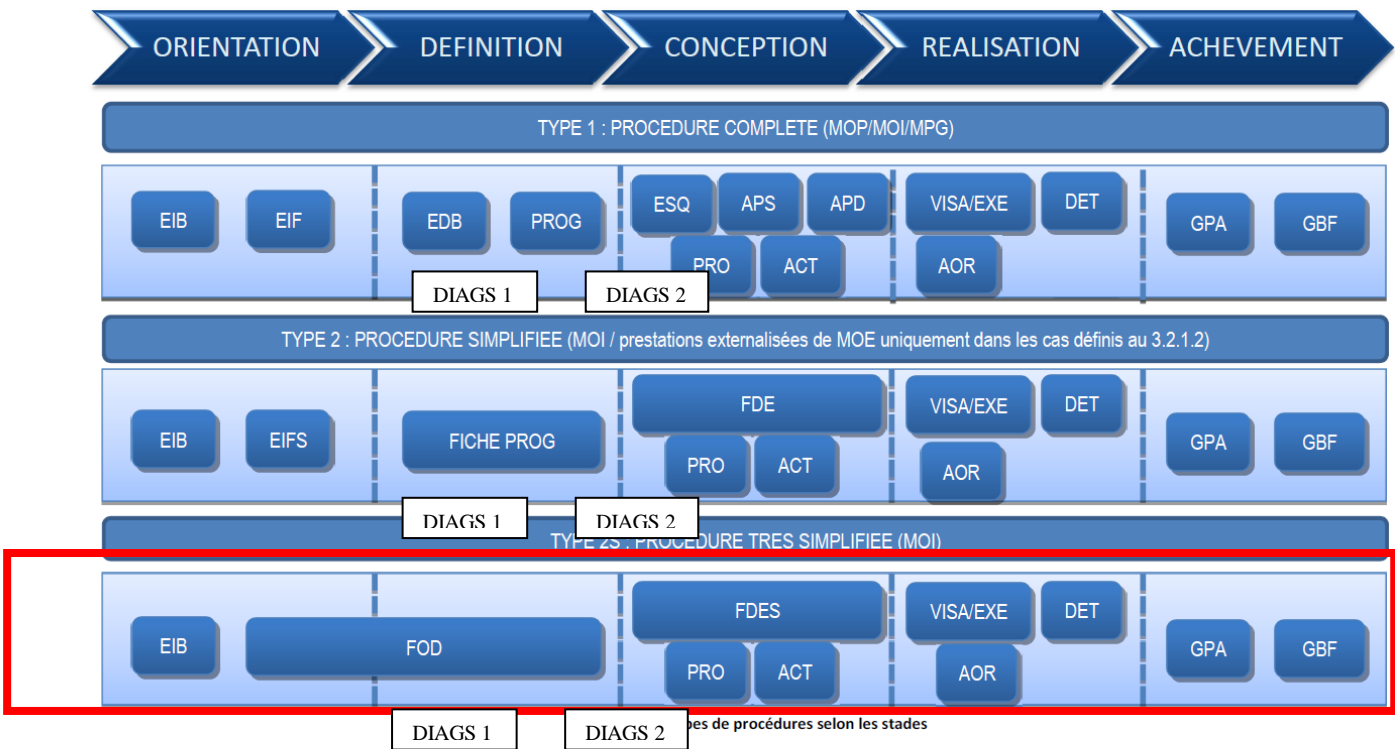 ORIENTATION DEFINITION CONCEPTION REALISATION ACHEVEMENT
TYPE 1 : PROCEDURE COMPLETE (MOP/MOI/MPG)
EIB EIF EDB PROG ESQ APS APD VISA/EXE DET GPA GBF
PRO ACT AOR
DIAGS 1 DIAGS 2
TYPE 2 : PROCEDURE SIMPLIFIEE (MOI / prestations externalisées de MOE uniquement dans les cas définis au 3.2.1.2)
EIB EIFS FICHE PROG FDE VISA/EXE DET GPA GBF
PRO ACT AOR
DIAGS 1 DIAGS 2
TYPE 2S : PROCEDURE TRES SIMPLIFIEE (MOI)
EIB FOD FDES VISA/EXE DET GPA GBF
PRO ACT AOR
DIAGS 1 DIAGS 2 pes de procédures selon les stades